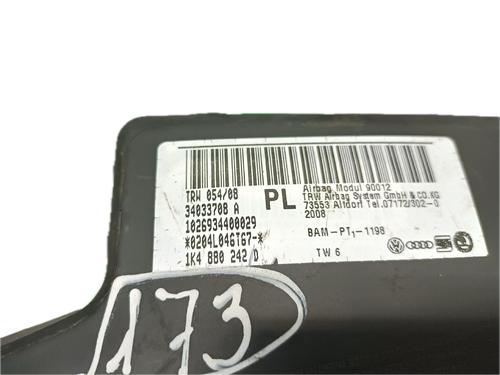 TRW 054/08
34033708 A
1026934400029
*0204L04GT67-*
1K4 880 242 D
PL
Airbag Modul 90012
TRW Airbag System GmbH & CO.KG
73553 Alfdorf Tel.07172/302-0
2008
BAM-PT1-1198
TW 6
173